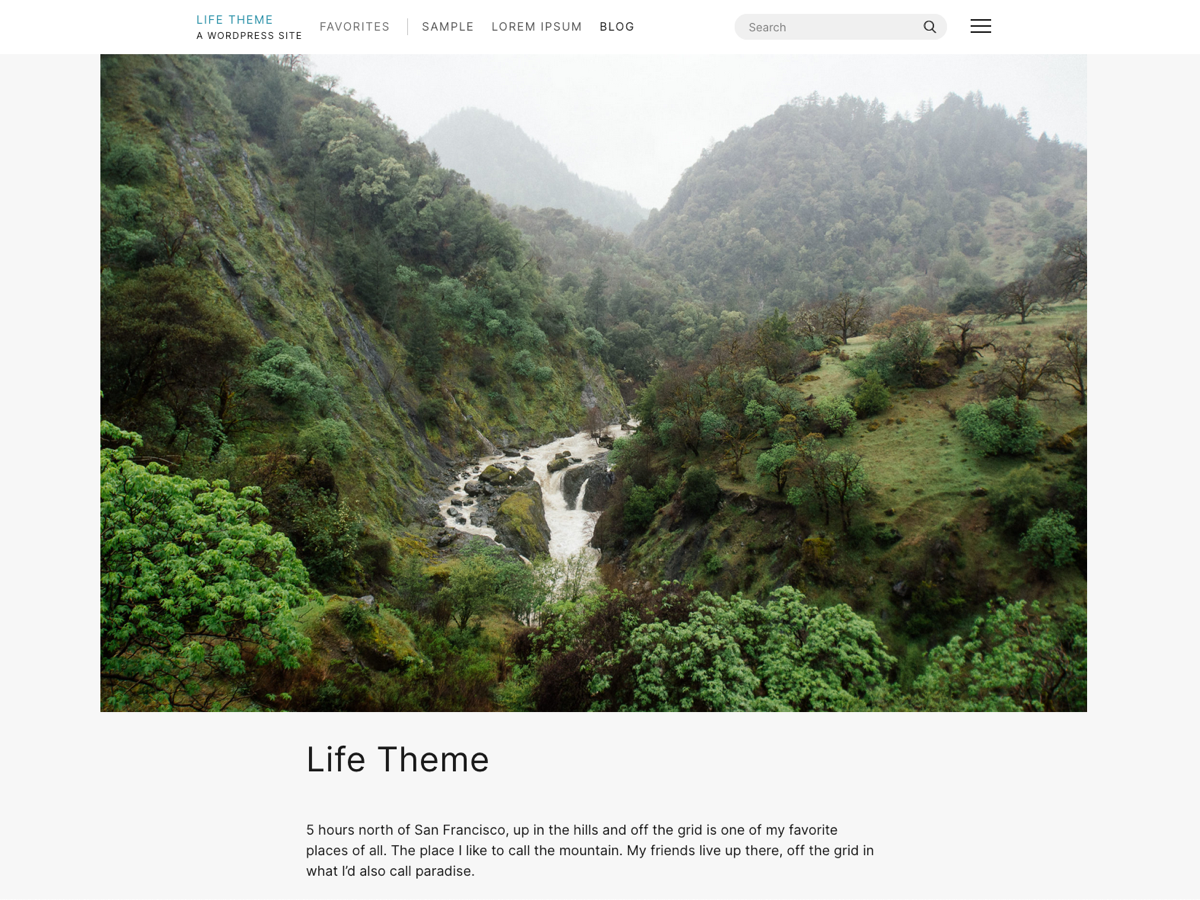 LIFE THEME
A WORDPRESS SITE
FAVORITES
SAMPLE
LOREM IPSUM
BLOG
Search
Life Theme
5 hours north of San Francisco, up in the hills and off the grid is one of my favorite
places of all. The place I like to call the mountain. My friends live up there, off the grid in
what I’d also call paradise.